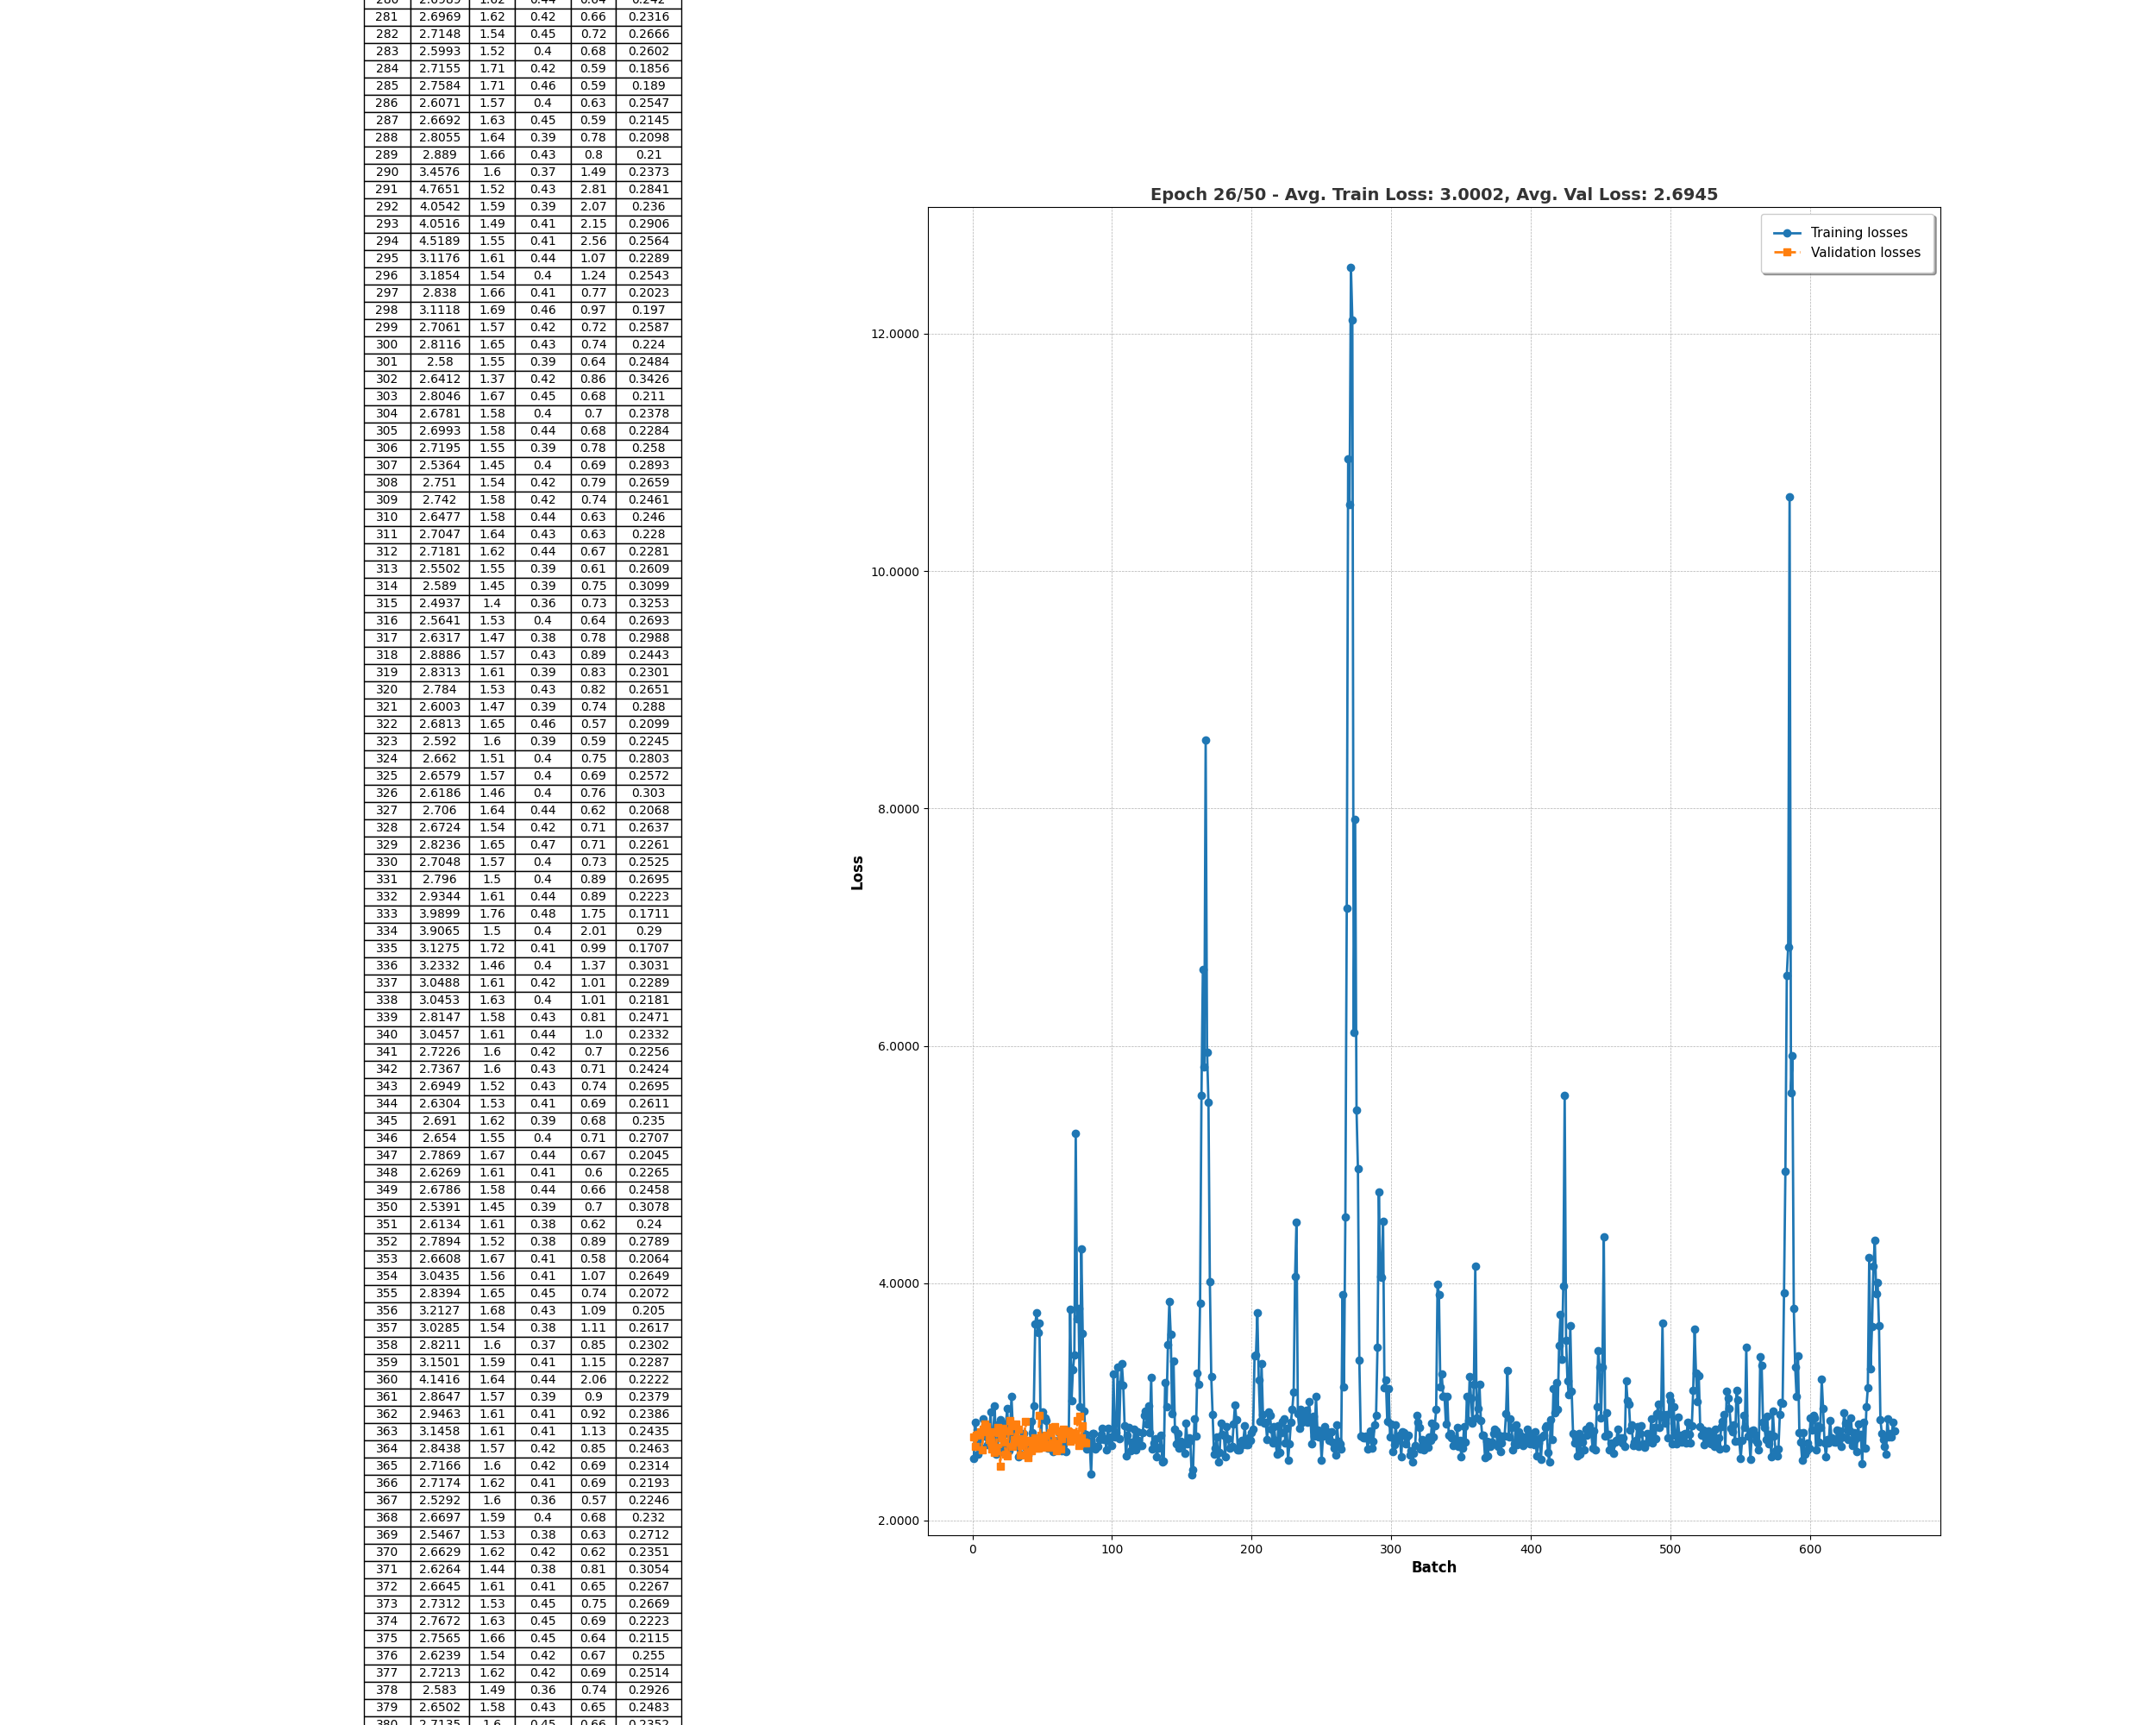 281 2.6969 1.62 0.42 0.66 0.2316
282 2.7148 1.54 0.45 0.72 0.2666
283 2.5993 1.52 0.4 0.68 0.2602
284 2.7155 1.71 0.42 0.59 0.1856
285 2.7584 1.71 0.46 0.59 0.189
286 2.6071 1.57 0.4 0.63 0.2547
287 2.6692 1.63 0.45 0.59 0.2145
288 2.8055 1.64 0.39 0.78 0.2098
289 2.889 1.66 0.43 0.8 0.21
290 3.4576 1.6 0.37 1.49 0.2373
291 4.7651 1.52 0.43 2.81 0.2841
292 4.0542 1.59 0.39 2.07 0.236
293 4.0516 1.49 0.41 2.15 0.2906
294 4.5189 1.55 0.41 2.56 0.2564
295 3.1176 1.61 0.44 1.07 0.2289
296 3.1854 1.54 0.4 1.24 0.2543
297 2.838 1.66 0.41 0.77 0.2023
298 3.1118 1.69 0.46 0.97 0.197
299 2.7061 1.57 0.42 0.72 0.2587
300 2.8116 1.65 0.43 0.74 0.224
301 2.58 1.55 0.39 0.64 0.2484
302 2.6412 1.37 0.42 0.86 0.3426
303 2.8046 1.67 0.45 0.68 0.211
304 2.6781 1.58 0.4 0.7 0.2378
305 2.6993 1.58 0.44 0.68 0.2284
306 2.7195 1.55 0.39 0.78 0.258
307 2.5364 1.45 0.4 0.69 0.2893
308 2.751 1.54 0.42 0.79 0.2659
309 2.742 1.58 0.42 0.74 0.2461
310 2.6477 1.58 0.44 0.63 0.246
311 2.7047 1.64 0.43 0.63 0.228
312 2.7181 1.62 0.44 0.67 0.2281
313 2.5502 1.55 0.39 0.61 0.2609
314 2.589 1.45 0.39 0.75 0.3099
315 2.4937 1.4 0.36 0.73 0.3253
316 2.5641 1.53 0.4 0.64 0.2693
317 2.6317 1.47 0.38 0.78 0.2988
318 2.8886 1.57 0.43 0.89 0.2443
319 2.8313 1.61 0.39 0.83 0.2301
320 2.784 1.53 0.43 0.82 0.2651
321 2.6003 1.47 0.39 0.74 0.288
322 2.6813 1.65 0.46 0.57 0.2099
323 2.592 1.6 0.39 0.59 0.2245
324 2.662 1.51 0.4 0.75 0.2803
325 2.6579 1.57 0.4 0.69 0.2572
326 2.6186 1.46 0.4 0.76 0.303
327 2.706 1.64 0.44 0.62 0.2068
328 2.6724 1.54 0.42 0.71 0.2637
329 2.8236 1.65 0.47 0.71 0.2261
330 2.7048 1.57 0.4 0.73 0.2525
331 2.796 1.5 0.4 0.89 0.2695
332 2.9344 1.61 0.44 0.89 0.2223
333 3.9899 1.76 0.48 1.75 0.1711
334 3.9065 1.5 0.4 2.01 0.29
335 3.1275 1.72 0.41 0.99 0.1707
336 3.2332 1.46 0.4 1.37 0.3031
337 3.0488 1.61 0.42 1.01 0.2289
338 3.0453 1.63 0.4 1.01 0.2181
339 2.8147 1.58 0.43 0.81 0.2471
340 3.0457 1.61 0.44 1.0 0.2332
341 2.7226 1.6 0.42 0.7 0.2256
342 2.7367 1.6 0.43 0.71 0.2424
343 2.6949 1.52 0.43 0.74 0.2695
344 2.6304 1.53 0.41 0.69 0.2611
345 2.691 1.62 0.39 0.68 0.235
346 2.654 1.55 0.4 0.71 0.2707
347 2.7869 1.67 0.44 0.67 0.2045
348 2.6269 1.61 0.41 0.6 0.2265
349 2.6786 1.58 0.44 0.66 0.2458
350 2.5391 1.45 0.39 0.7 0.3078
351 2.6134 1.61 0.38 0.62 0.24
352 2.7894 1.52 0.38 0.89 0.2789
353 2.6608 1.67 0.41 0.58 0.2064
354 3.0435 1.56 0.41 1.07 0.2649
355 2.8394 1.65 0.45 0.74 0.2072
356 3.2127 1.68 0.43 1.09 0.205
357 3.0285 1.54 0.38 1.11 0.2617
358 2.8211 1.6 0.37 0.85 0.2302
359 3.1501 1.59 0.41 1.15 0.2287
360 4.1416 1.64 0.44 2.06 0.2222
361 2.8647 1.57 0.39 0.9 0.2379
362 2.9463 1.61 0.41 0.92 0.2386
363 3.1458 1.61 0.41 1.13 0.2435
364 2.8438 1.57 0.42 0.85 0.2463
365 2.7166 1.6 0.42 0.69 0.2314
366 2.7174 1.62 0.41 0.69 0.2193
367 2.5292 1.6 0.36 0.57 0.2246
368 2.6697 1.59 0.4 0.68 0.232
369 2.5467 1.53 0.38 0.63 0.2712
370 2.6629 1.62 0.42 0.62 0.2351
371 2.6264 1.44 0.38 0.81 0.3054
372 2.6645 1.61 0.41 0.65 0.2267
373 2.7312 1.53 0.45 0.75 0.2669
374 2.7672 1.63 0.45 0.69 0.2223
375 2.7565 1.66 0.45 0.64 0.2115
376 2.6239 1.54 0.42 0.67 0.255
377 2.7213 1.62 0.42 0.69 0.2514
378 2.583 1.49 0.36 0.74 0.2926
379 2.6502 1.58 0.43 0.65 0.2483
380 2.7135 1.6 0.45 0.66 0.2352
Epoch 26/50 - Avg. Train Loss: 3.0002, Avg. Val Loss: 2.6945
Training losses
Validation losses
12.0000
10.0000
8.0000
6.0000
4.0000
2.0000
Loss
0 100 200 300 400 500 600
Batch